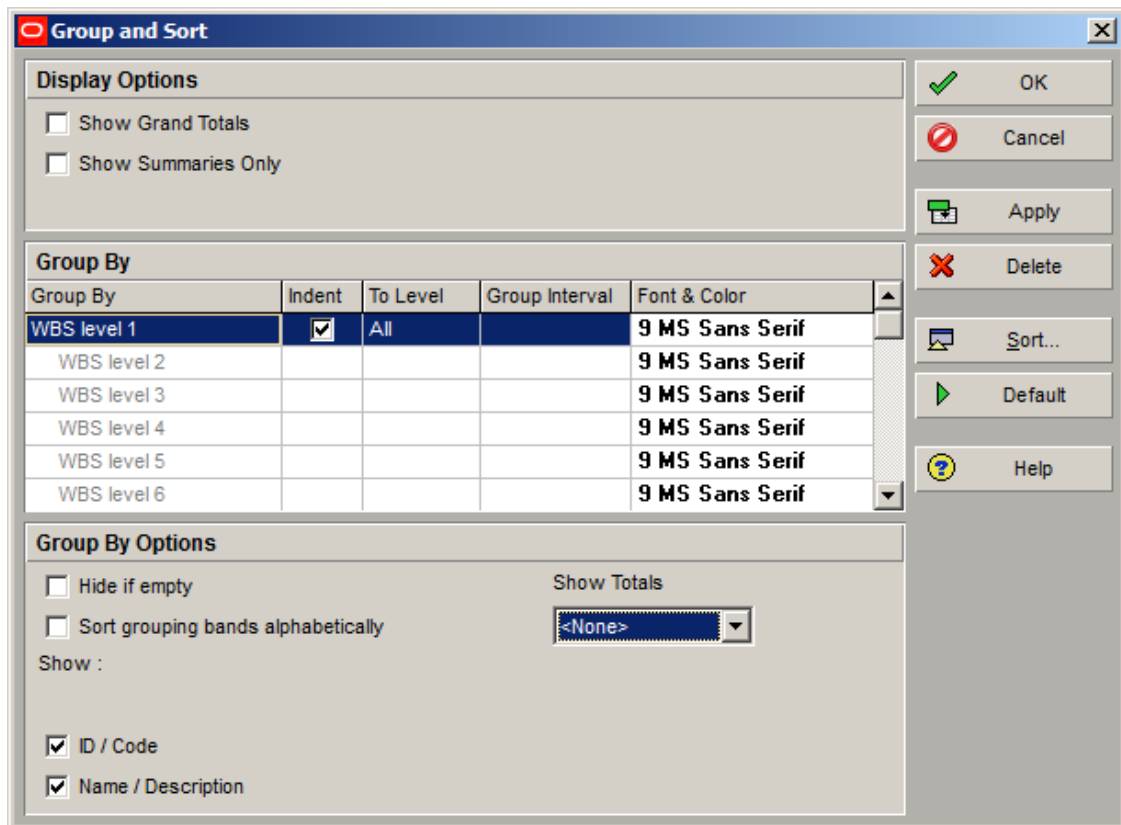 Group and Sort
Display Options
Show Grand Totals
Show Summaries Only
OK
Cancel
Apply
Delete
Sort...
Default
Help
Group By
Group By Indent To Level Group Interval Font & Color
WBS level 1 All 9 MS Sans Serif
WBS level 2 9 MS Sans Serif
WBS level 3 9 MS Sans Serif
WBS level 4 9 MS Sans Serif
WBS level 5 9 MS Sans Serif
WBS level 6 9 MS Sans Serif
Group By Options
Hide if empty
Show Totals
Sort grouping bands alphabetically
<None>
Show :
ID / Code
Name / Description